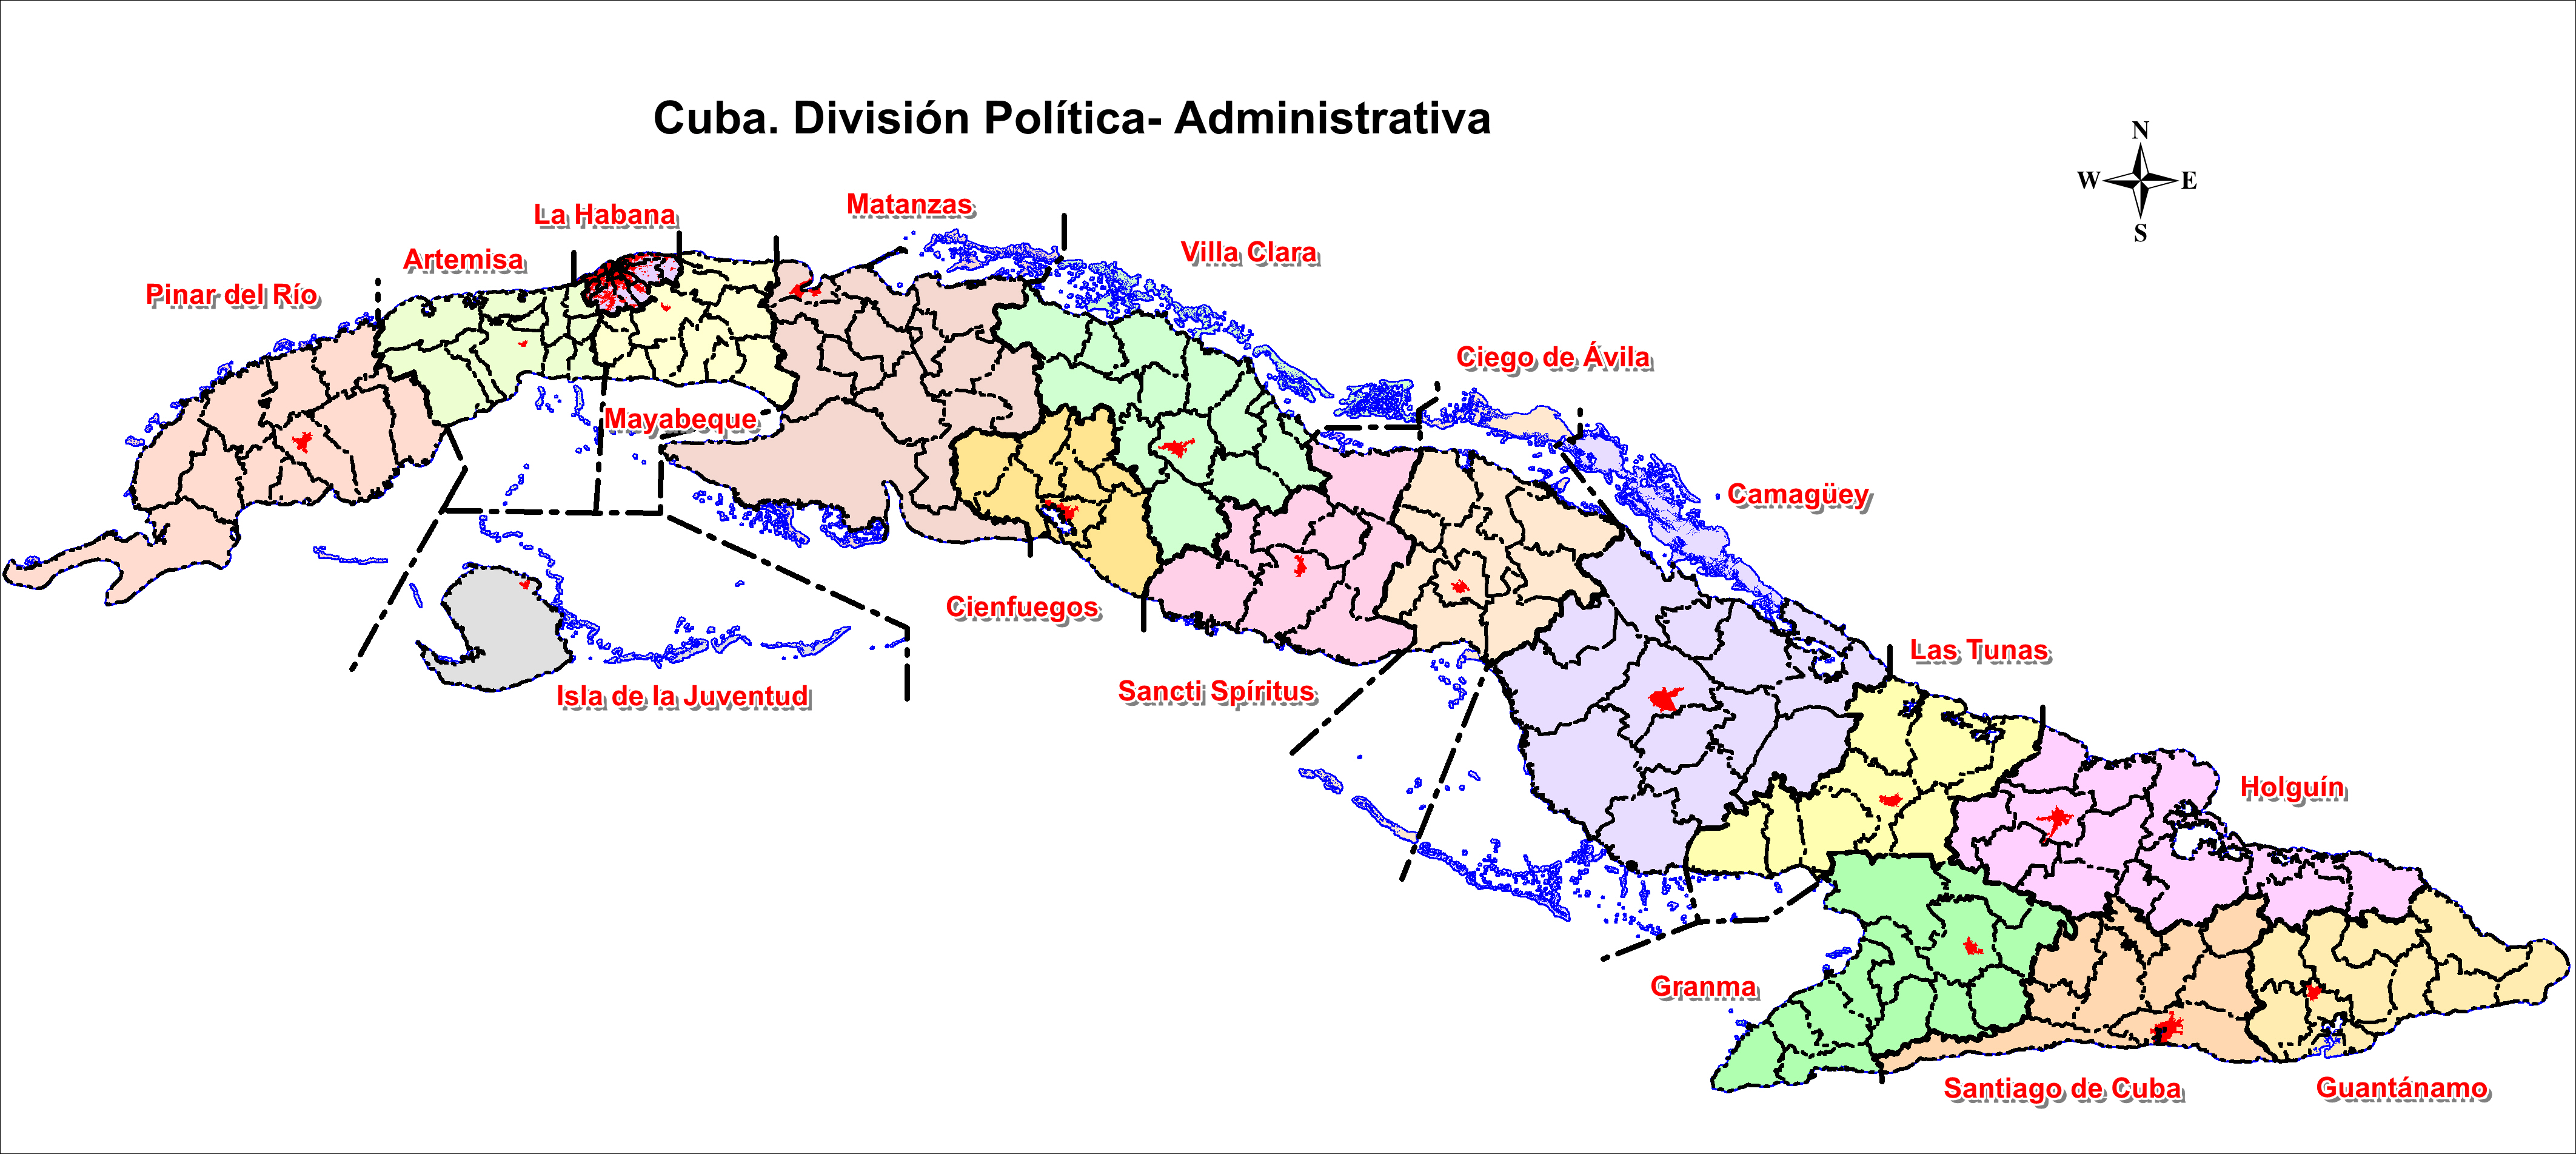 Cuba. División Política- Administrativa
N
W E
S
Matanzas
La Habana
Villa Clara
Artemisa
Pinar del Río
Ciego de Ávila
Mayabeque
Camagüey
Cienfuegos
Las Tunas
Sancti Spíritus
Isla de la Juventud
Holguín
Granma
Santiago de Cuba
Guantánamo